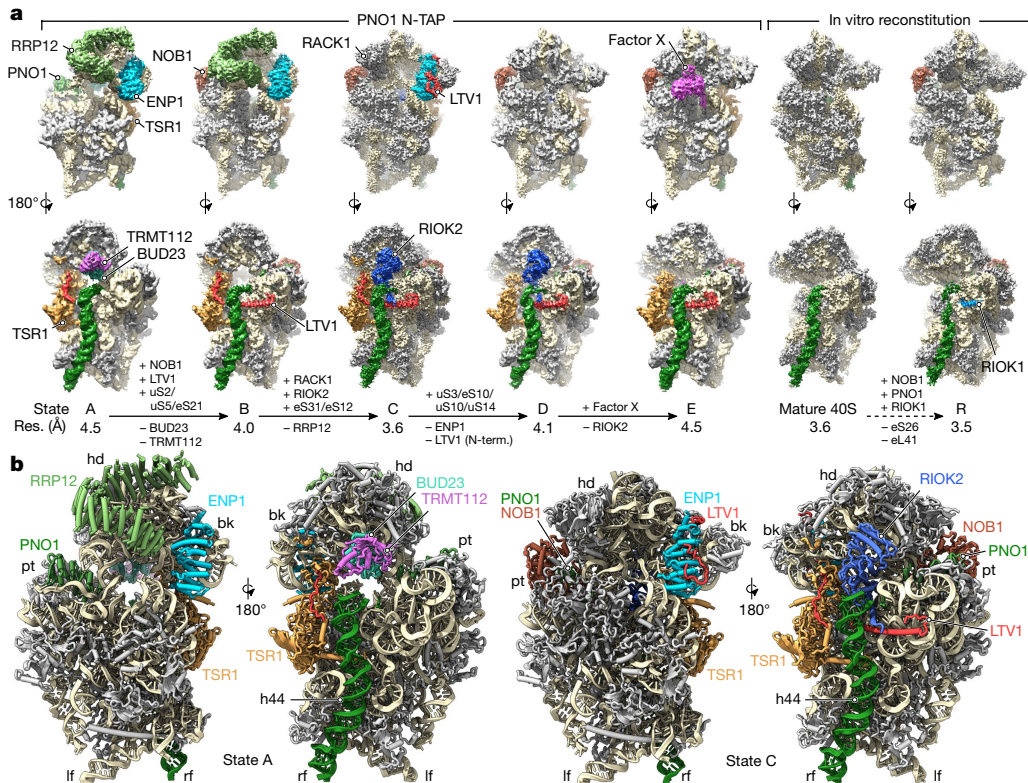 a
PNO1 N-TAP
In vitro reconstitution
RRP12
PNO1
ENP1
TSR1
NOB1
RACK1
LTV1
Factor X
180°
TRMT112
BUD23
TSR1
LTV1
RIOK2
RIOK1
+ NOB1
+ LTV1
+ uS2/
uS5/eS21
– BUD23
– TRMT112
+ RACK1
+ RIOK2
+ eS31/eS12
– RRP12
+ uS3/eS10/
uS10/uS14
– ENP1
– LTV1 (N-term.)
+ Factor X
– RIOK2
+ NOB1
+ PNO1
+ RIOK1
– eS26
– eL41
State A B C D E Mature 40S R
Res. (Å) 4.5 4.0 3.6 4.1 4.5 3.6 3.5
b
RRP12
hd
ENP1
bk
PNO1
pt
TSR1
lf
rf
180°
State A
hd
BUD23
TRMT112
bk
pt
TSR1
h44
rf
lf
PNO1
NOB1
hd
ENP1
LTV1
bk
pt
TSR1
lf
rf
180°
State C
hd
RIOK2
bk
NOB1
PNO1
pt
LTV1
TSR1
h44
rf
lf